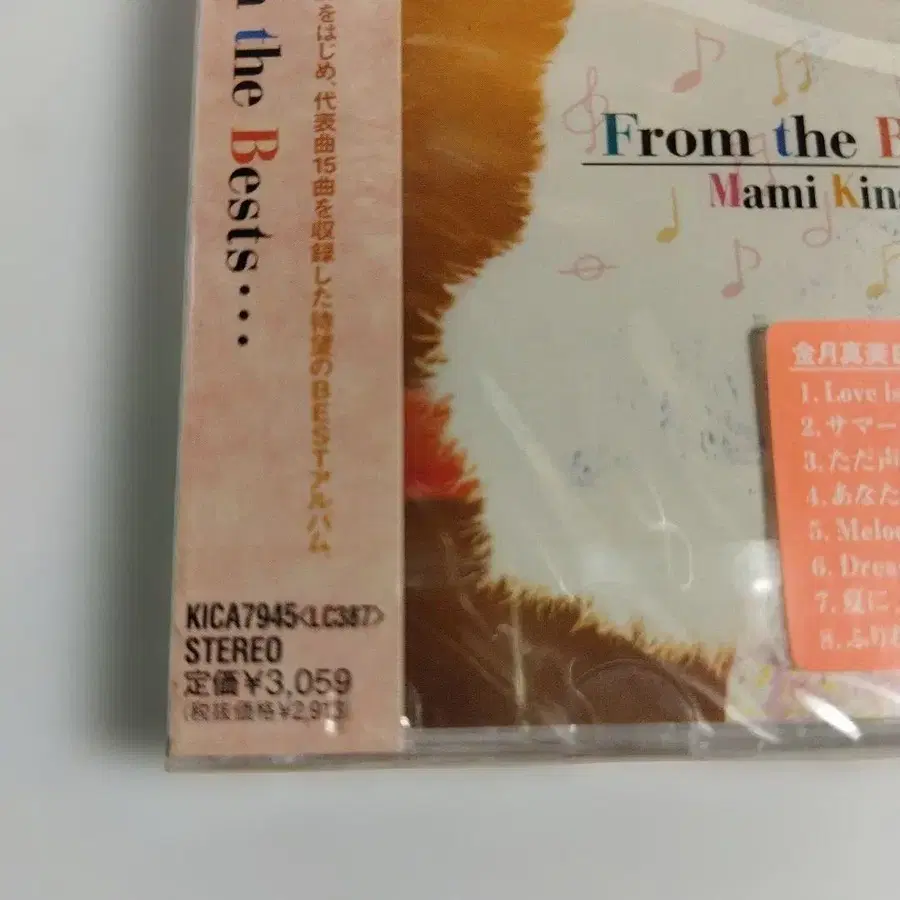 the Bests...
をはじめ、代表曲15曲を収録した待望のBESTアルバム
KICA7945<LC387>
STEREO
定価¥3,059
(税抜価格¥2,913)
From the B
Mami Kin
金月真美
1. Love is
2. サマー
3. ただ声
4. あなた
5. Melo
6. Drea
7. 夏に
8. ふり